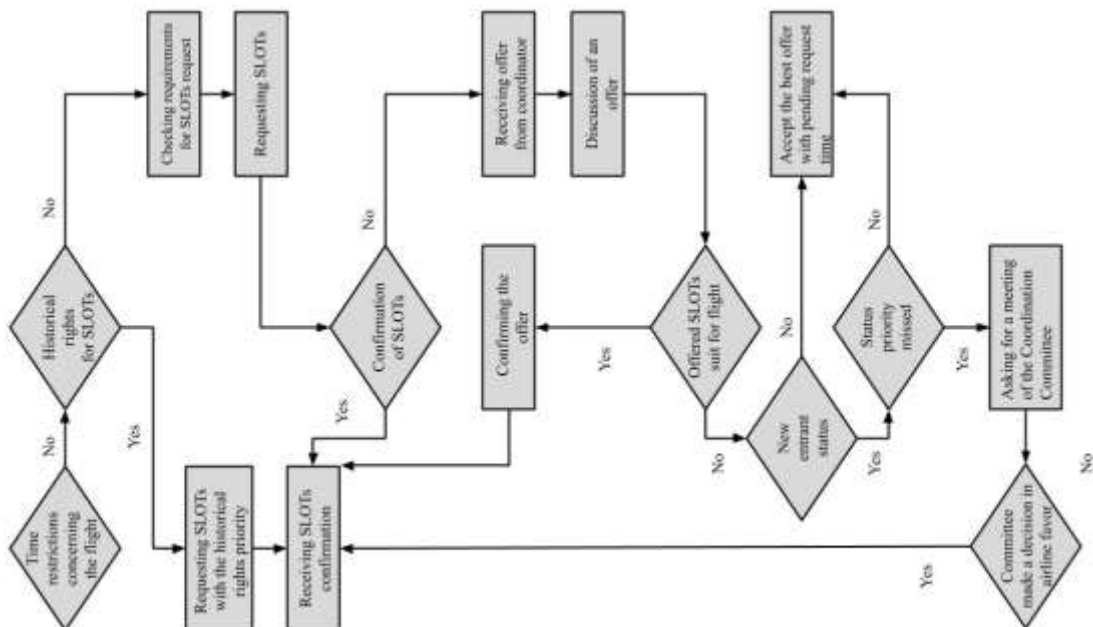 Time
restrictions
concerning
the flight
No
Historical
rights
for SLOTs
No
Yes
Checking requirements
for SLOTs request
Requesting SLOTs
Requesting SLOTs
with the historical
rights priority
Receiving SLOTs
confirmation
Yes
Confirmation
of SLOTs
No
Receiving offer
from coordinator
Discussion of an
offer
Confirming the
offer
Yes
Offered SLOTs
suit for flight
No
New
entrant
status
No
Yes
Accept the best offer
with pending request
time
Status
priority
missed
No
Yes
Asking for a meeting
of the Coordination
Committee
No
Committee
made a decision in
airline favor
Yes